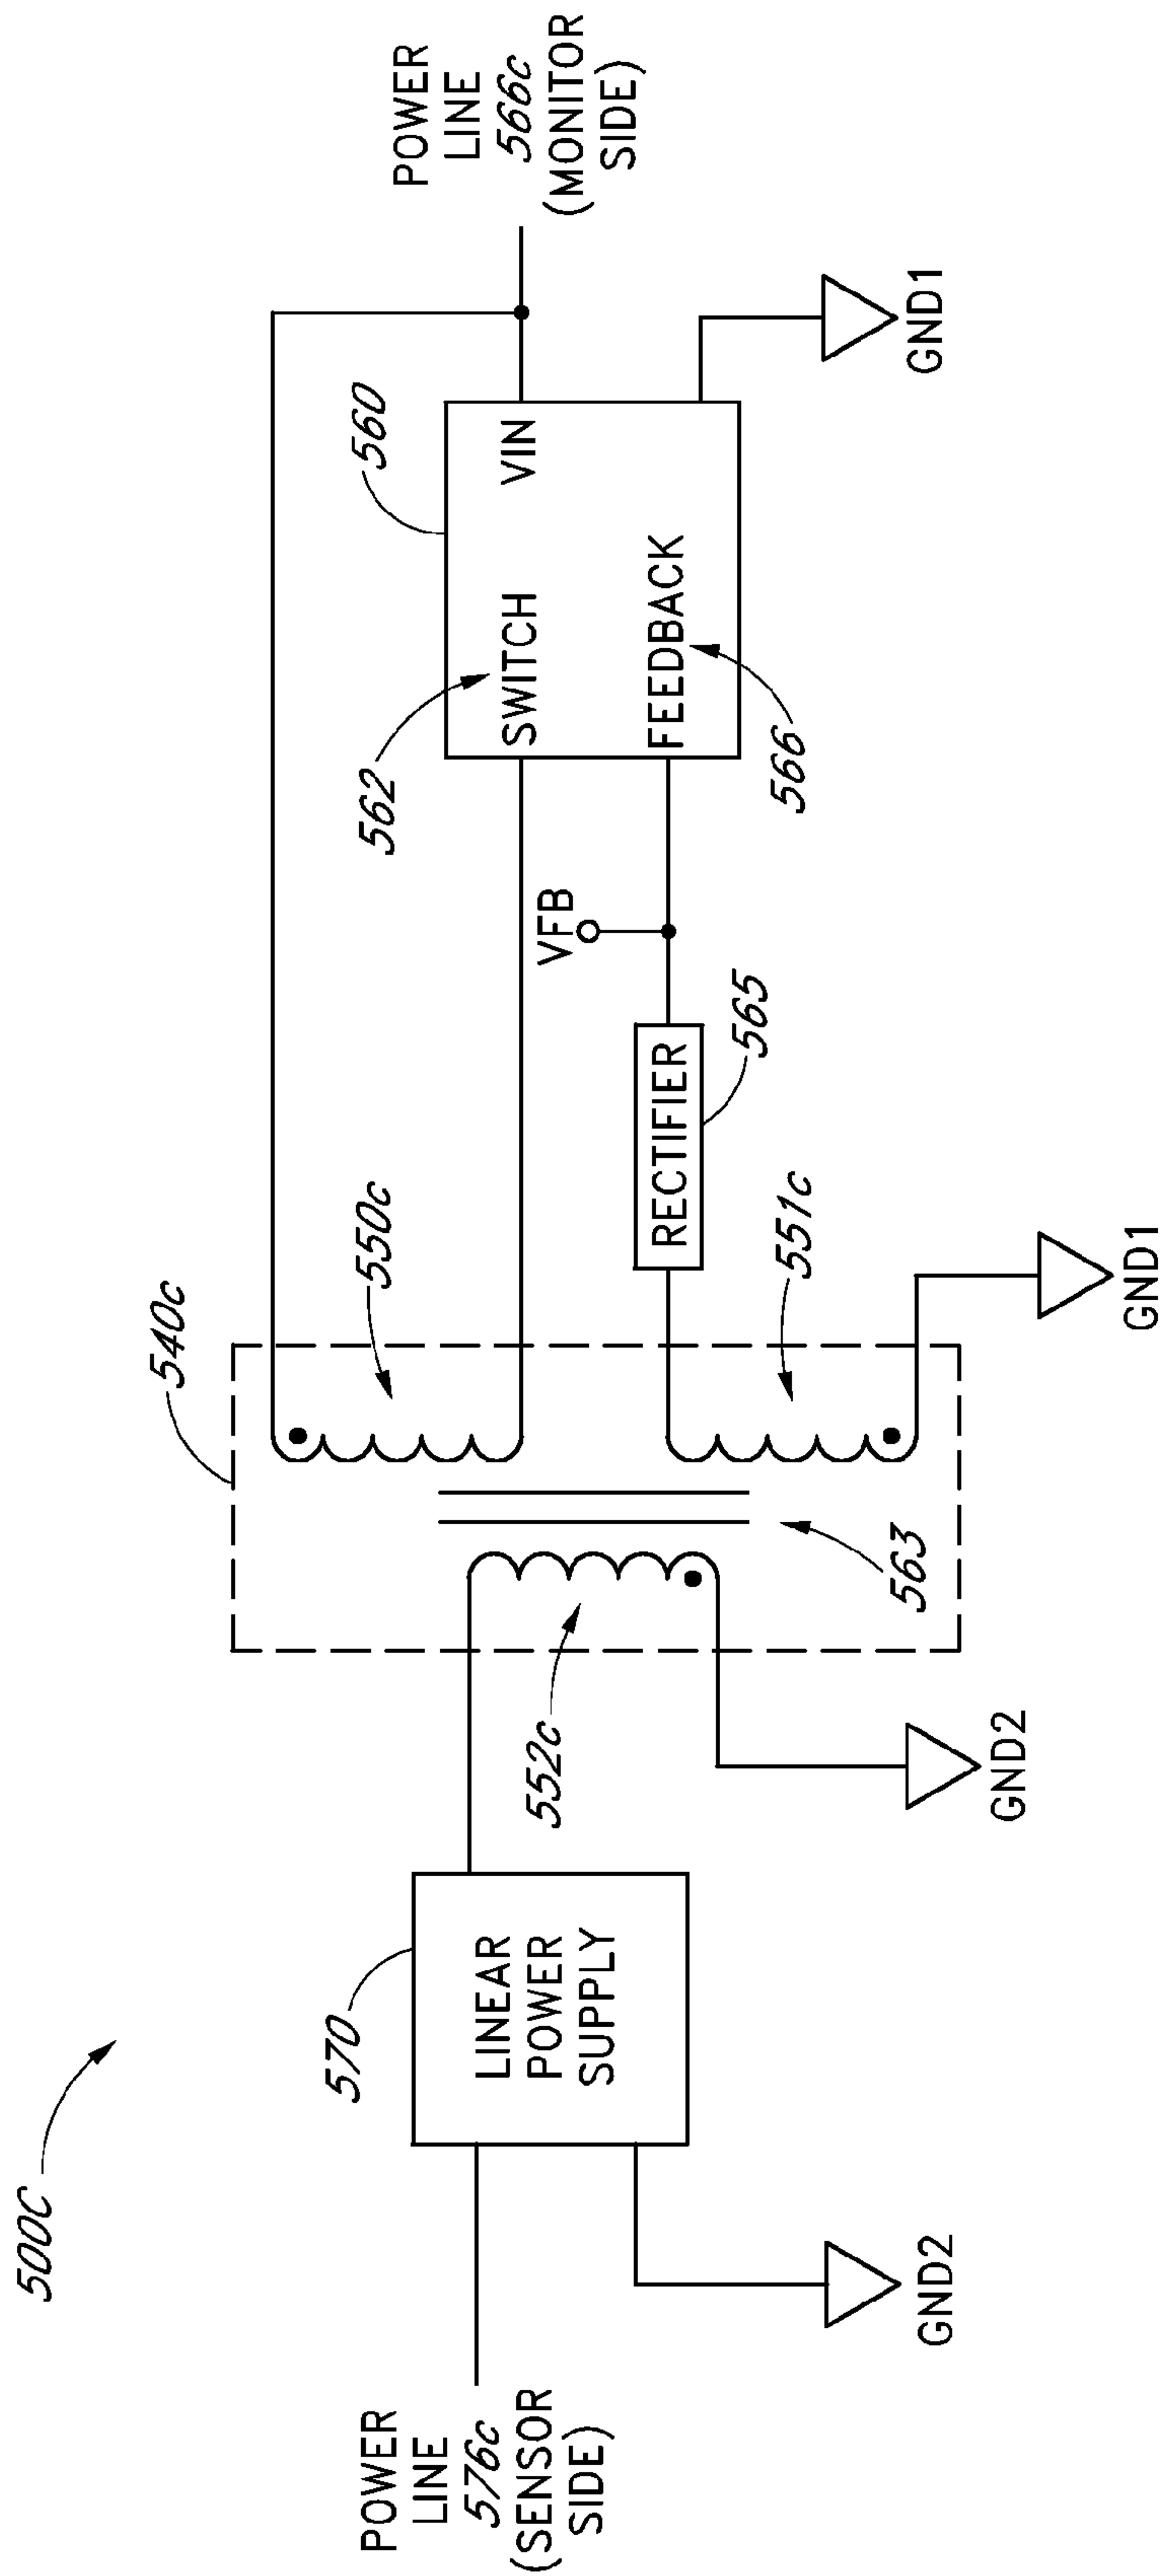 500C
POWER
LINE
576c
(SENSOR
SIDE)
570
LINEAR
POWER
SUPPLY
GND2
GND2
540c
552c
550c
551c
563
GND1
RECTIFIER
565
VFB
562
560
SWITCH
VIN
FEEDBACK
566
GND1
POWER
LINE
566c
(MONITOR
SIDE)